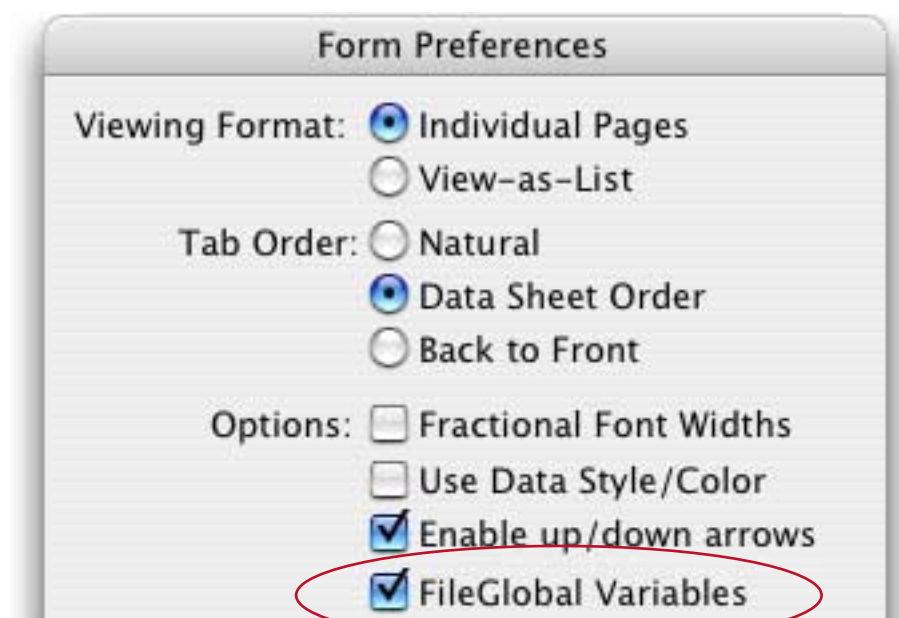 Form Preferences
Viewing Format: Individual Pages
View-as-List
Tab Order: Natural
Data Sheet Order
Back to Front
Options: Fractional Font Widths
Use Data Style/Color
Enable up/down arrows
FileGlobal Variables